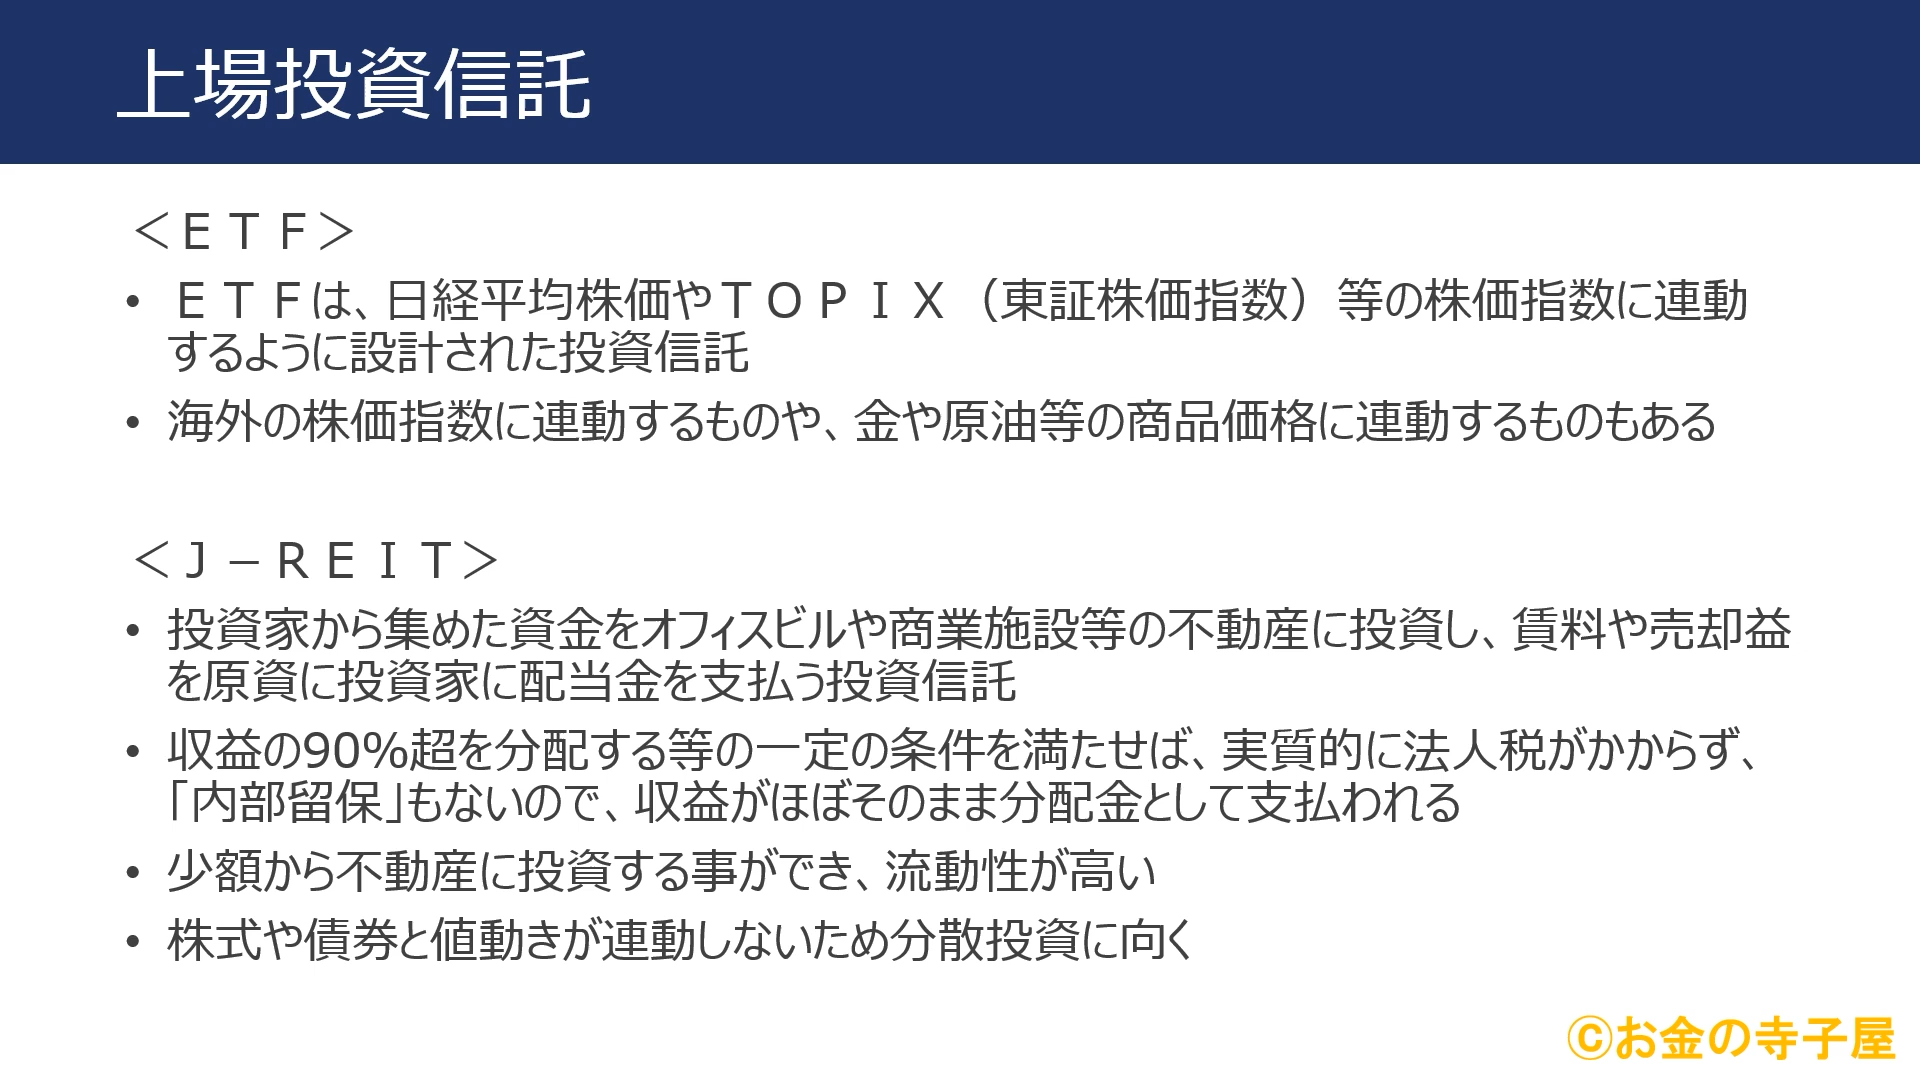 上場投資信託
＜ＥＴＦ＞
• ＥＴＦは、日経平均株価やＴＯＰＩＸ（東証株価指数）等の株価指数に連動
するように設計された投資信託
• 海外の株価指数に連動するものや、金や原油等の商品価格に連動するものもある
＜Ｊ－ＲＥＩＴ＞
• 投資家から集めた資金をオフィスビルや商業施設等の不動産に投資し、賃料や売却益
を原資に投資家に配当金を支払う投資信託
• 収益の90%超を分配する等の一定の条件を満たせば、実質的に法人税がかからず、
「内部留保」もないので、収益がほぼそのまま分配金として支払われる
• 少額から不動産に投資する事ができ、流動性が高い
• 株式や債券と値動きが連動しないため分散投資に向く
©お金の寺子屋